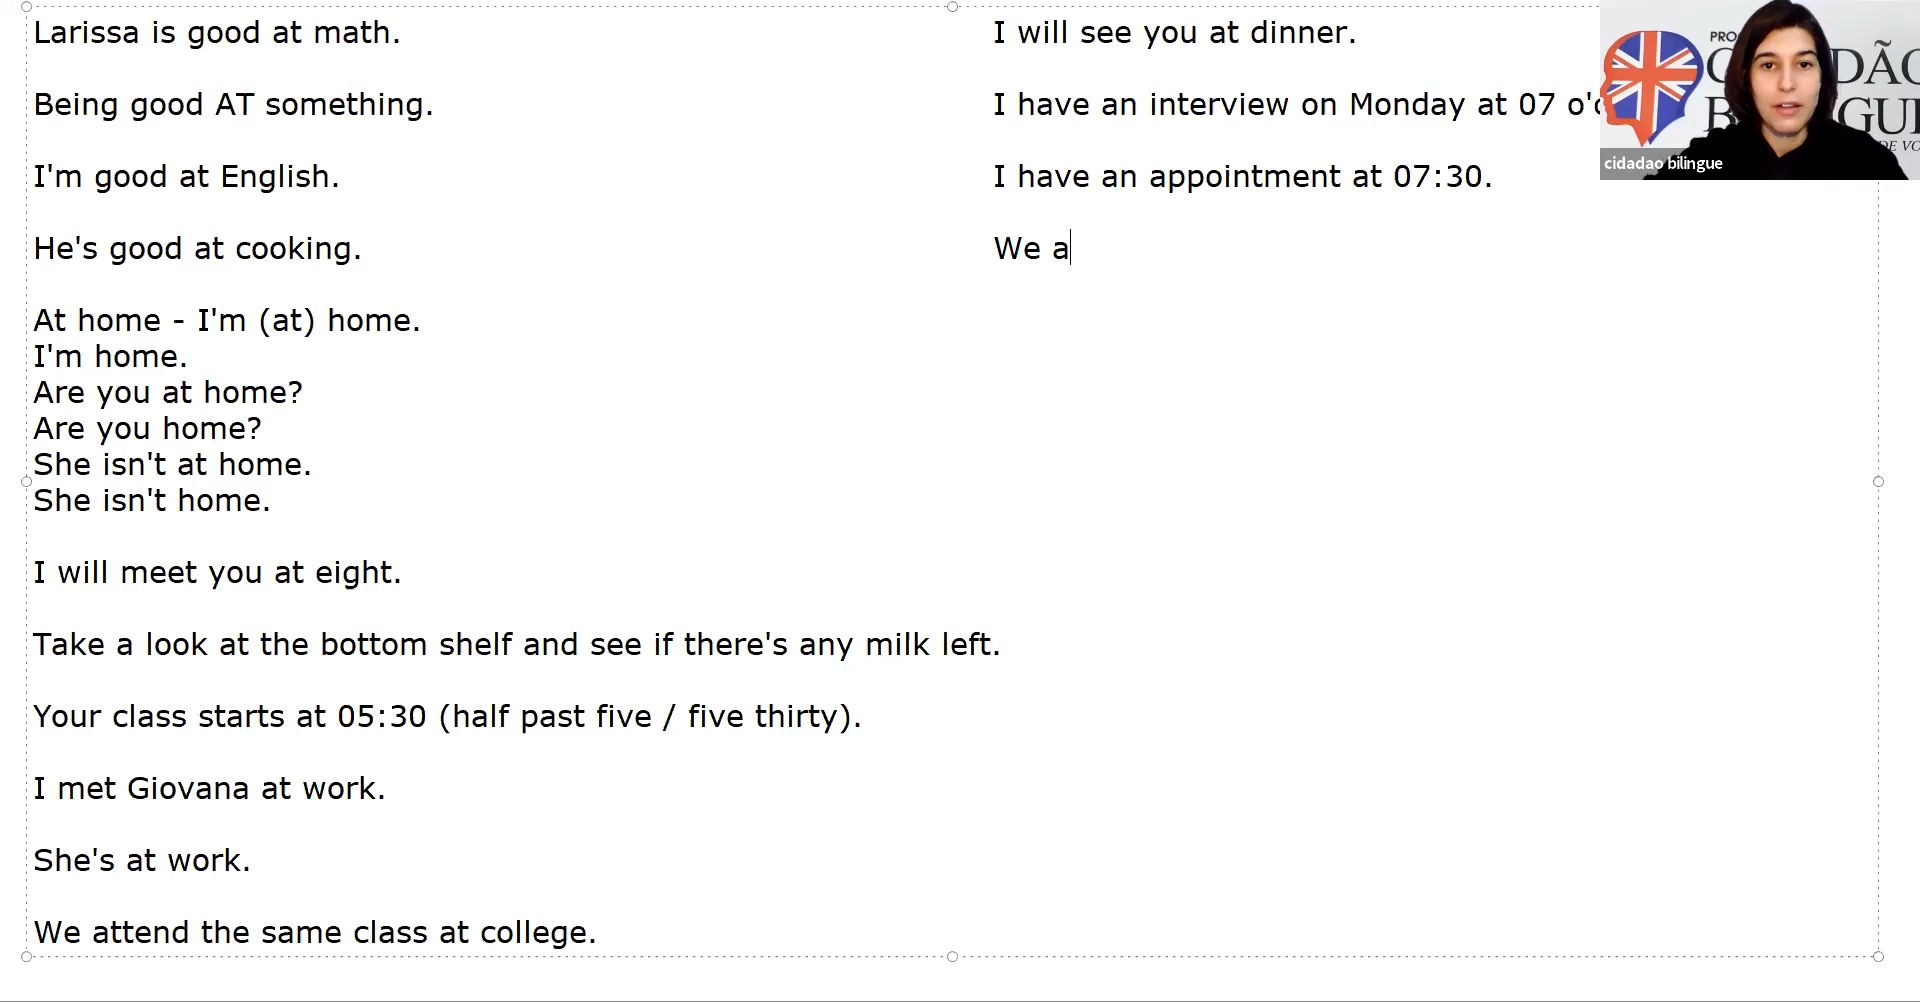 Larissa is good at math.
Being good AT something.
I'm good at English.
He's good at cooking.
At home - I'm (at) home.
I'm home.
Are you at home?
Are you home?
She isn't at home.
She isn't home.
I will meet you at eight.
Take a look at the bottom shelf and see if there's any milk left.
Your class starts at 05:30 (half past five / five thirty).
I met Giovana at work.
She's at work.
We attend the same class at college.
I will see you at dinner.
I have an interview on Monday at 07
I have an appointment at 07:30.
We a
cidadao bilingue